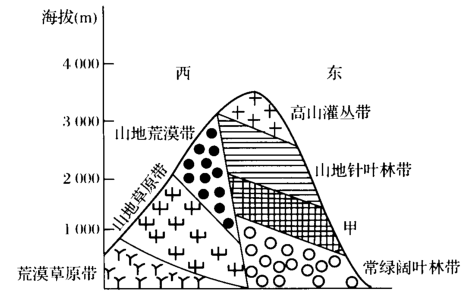 海拔(m)
4 000
西
东
高山灌丛带
3 000
山地荒漠带
山地针叶林带
2 000
山地草原带
甲
1 000
荒漠草原带
常绿阔叶林带